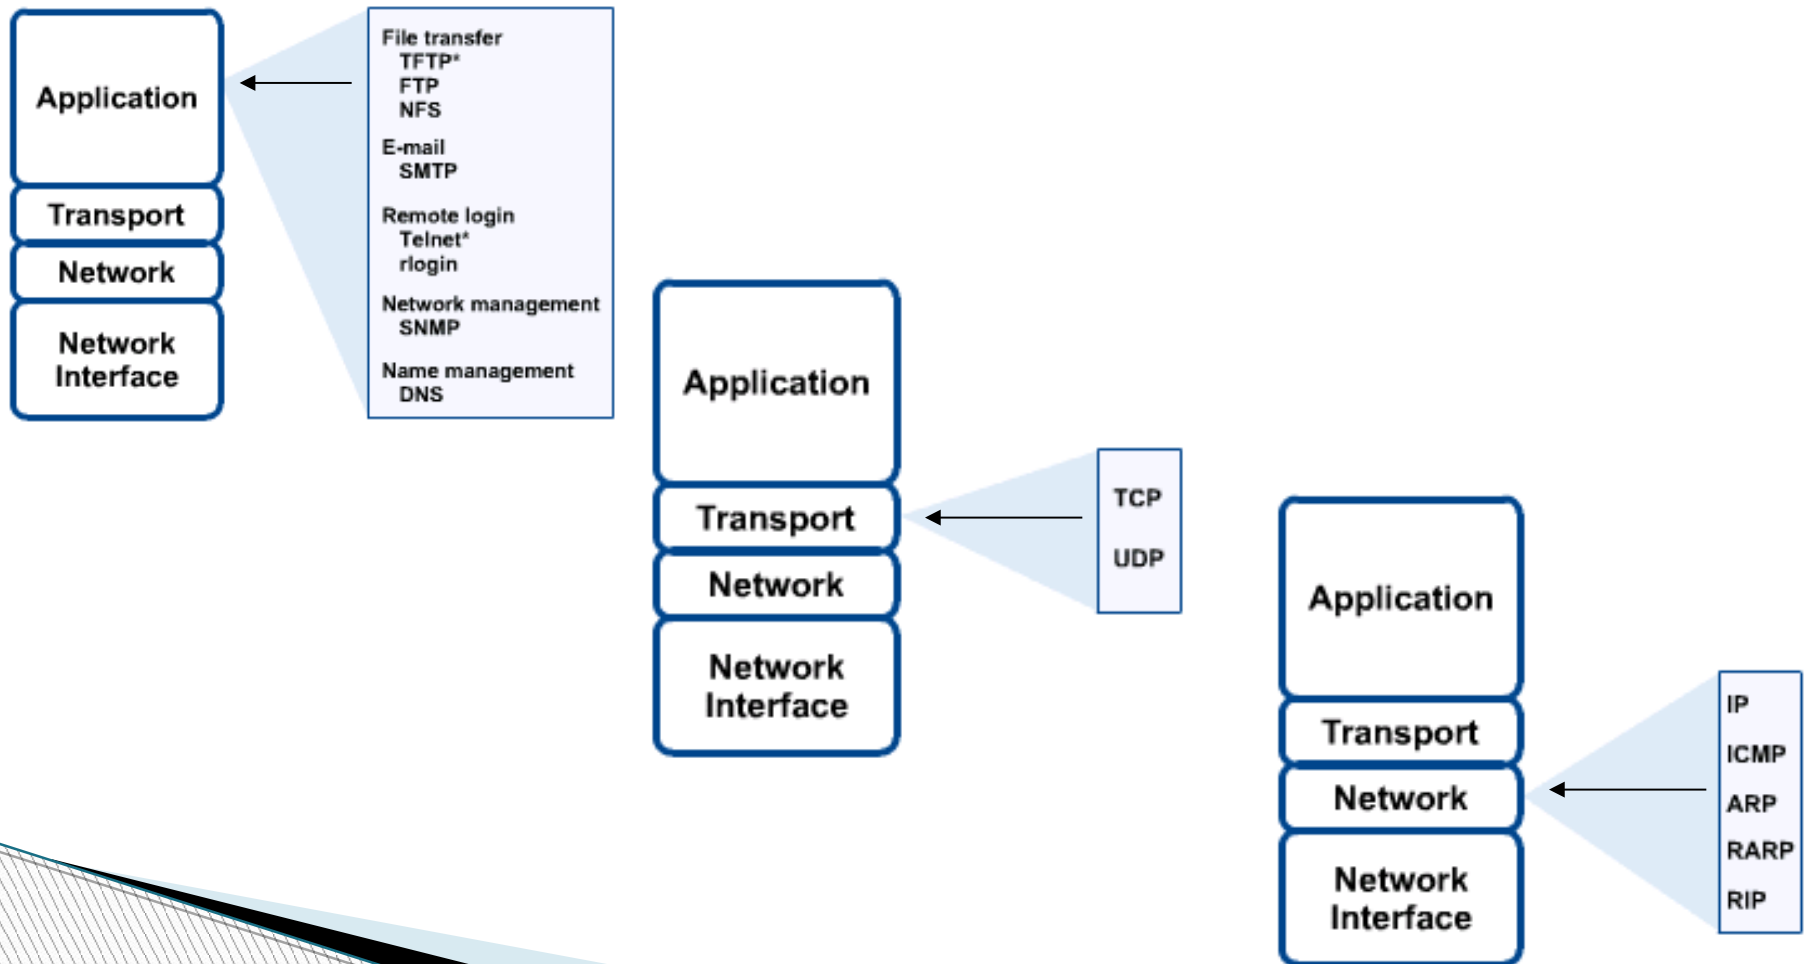 Application
Transport
Network
Network
Interface
File transfer
TFTP*
FTP
NFS
E-mail
SMTP
Remote login
Telnet*
rlogin
Network management
SNMP
Name management
DNS
Application
Transport
Network
Network
Interface
TCP
UDP
Application
Transport
Network
Network
Interface
IP
ICMP
ARP
RARP
RIP